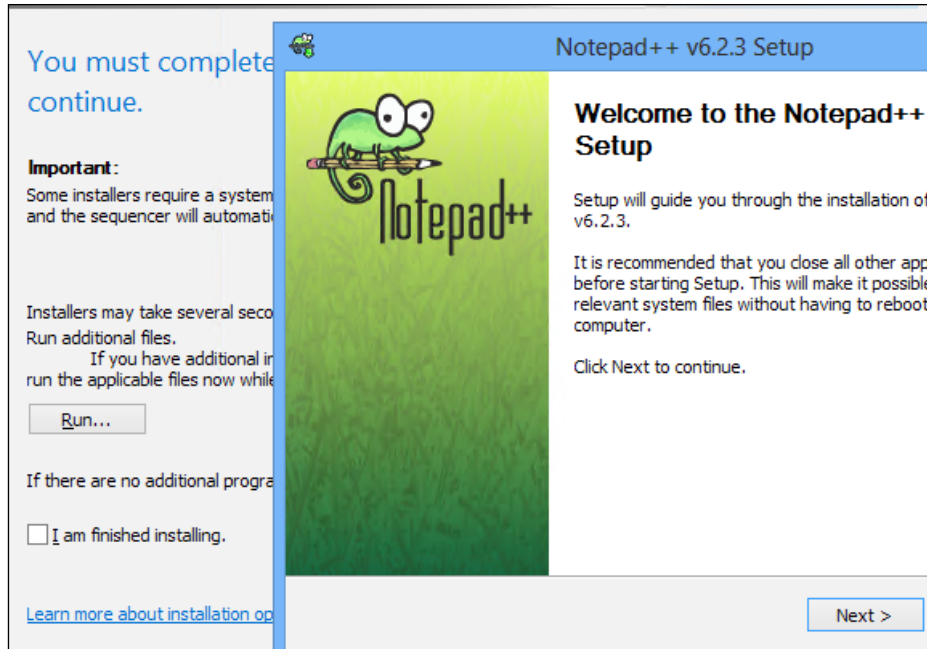 You must complete
continue.
Important:
Some installers require a system
and the sequencer will automati
Installers may take several seco
Run additional files.
If you have additional in
run the applicable files now while
Run...
If there are no additional progra
I am finished installing.
Learn more about installation op
Notepad++ v6.2.3 Setup
Notepad++
Welcome to the Notepad++
Setup
Setup will guide you through the installation of
v6.2.3.
It is recommended that you close all other app
before starting Setup. This will make it possible
relevant system files without having to reboot
computer.
Click Next to continue.
Next >